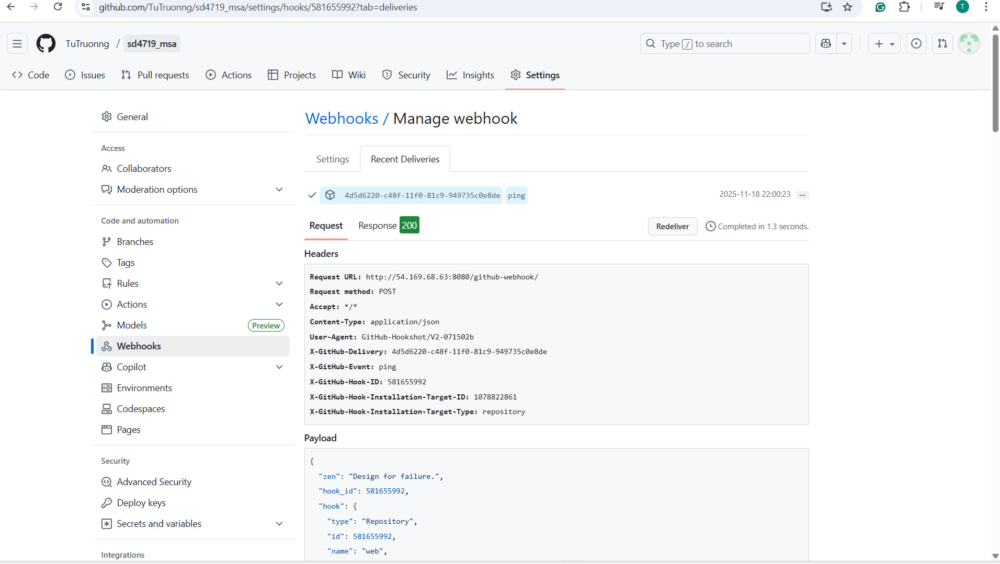 github.com/TuTruonng/sd4719_msa/settings/hooks/581655992?tab=deliveries
T
TuTruonng / sd4719_msa
Type / to search
Code
Issues
Pull requests
Actions
Projects
Wiki
Security
Insights
Settings
General
Access
Collaborators
Moderation options
Code and automation
Branches
Tags
Rules
Actions
Models Preview
Webhooks
Copilot
Environments
Codespaces
Pages
Security
Advanced Security
Deploy keys
Secrets and variables
Integrations
Webhooks / Manage webhook
Settings
Recent Deliveries
4d5d6220-c48f-11f0-81c9-949735c0e8de ping 2025-11-18 22:00:23 ...
Request Response 200 Redeliver Completed in 1.3 seconds.
Headers
Request URL: http://54.169.68.63:8080/github-webhook/
Request method: POST
Accept: */*
Content-Type: application/json
User-Agent: GitHub-Hookshot/V2-071502b
X-GitHub-Delivery: 4d5d6220-c48f-11f0-81c9-949735c0e8de
X-GitHub-Event: ping
X-GitHub-Hook-ID: 581655992
X-GitHub-Hook-Installation-Target-ID: 1078822861
X-GitHub-Hook-Installation-Target-Type: repository
Payload
{
"zen": "Design for failure.",
"hook_id": 581655992,
"hook": {
"type": "Repository",
"id": 581655992,
"name": "web",